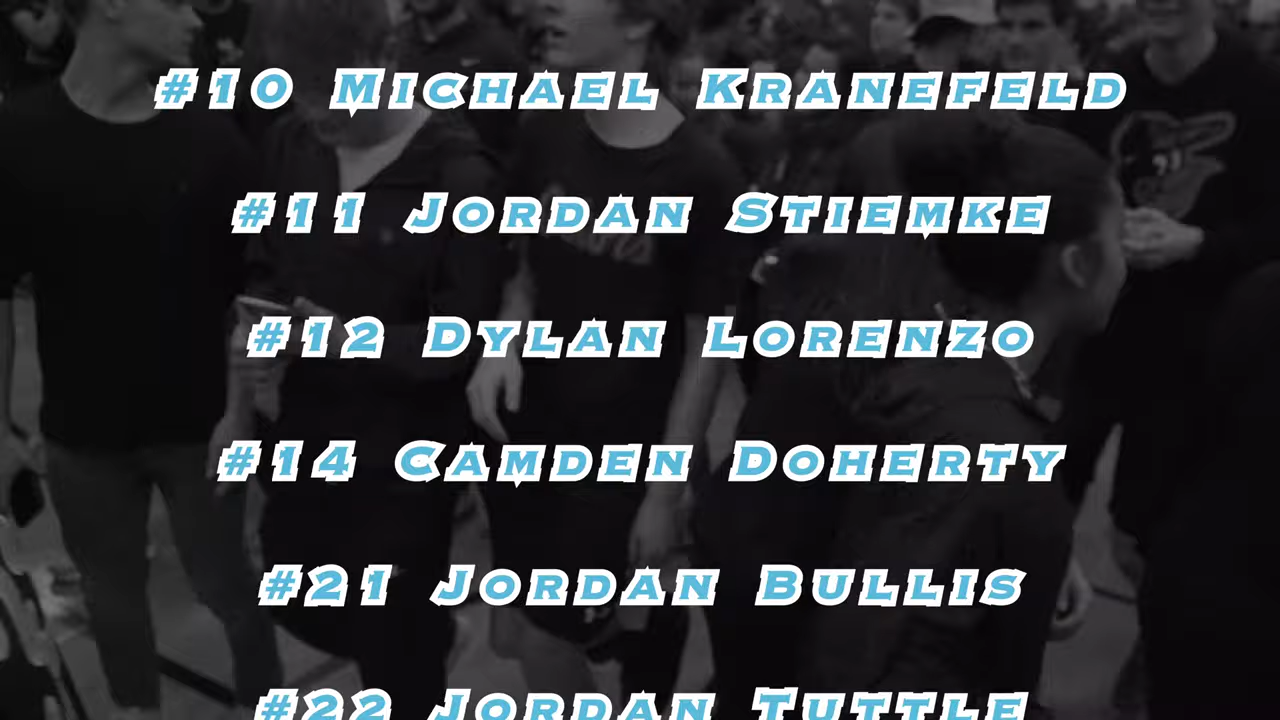 #10 Michael Kranefeld
#11 Jordan Stiemke
#12 Dylan Lorenzo
#14 Camden Doherty
#21 Jordan Bullis
#22 Jordan Tuttle